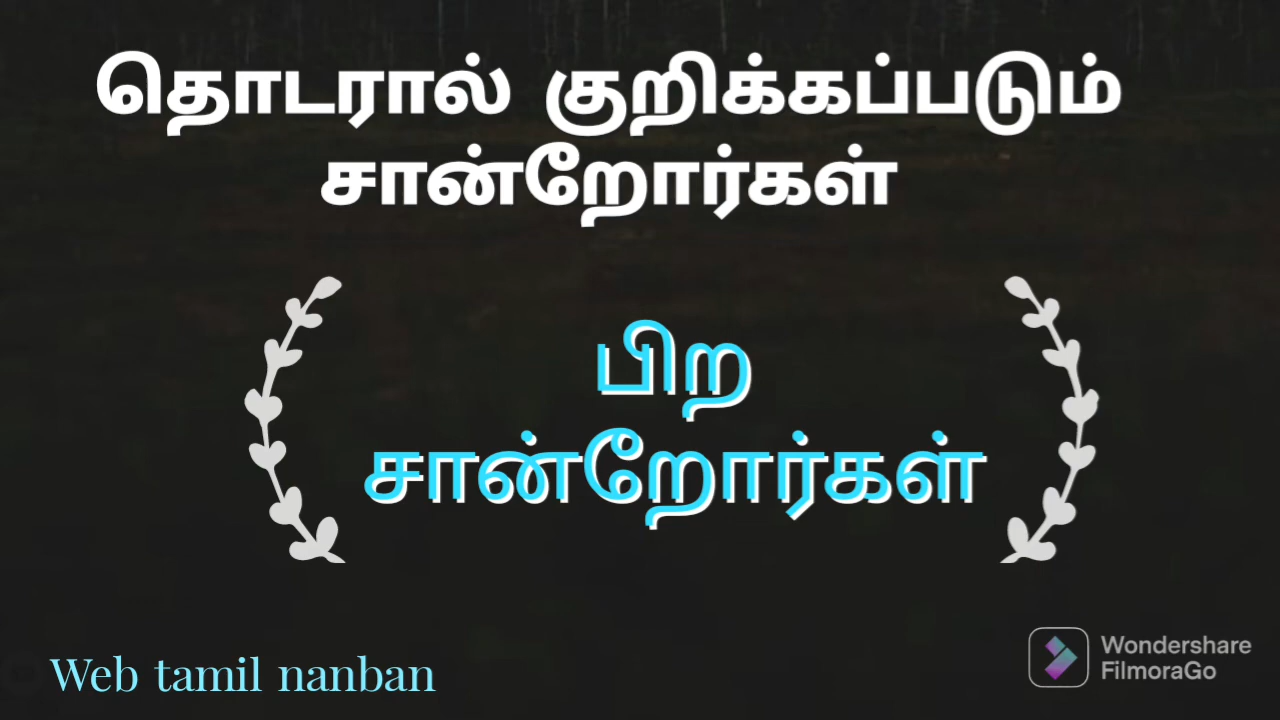 தொடரால் குறிக்கப்படும்
சான்றோர்கள்
பிற
சான்றோர்கள்
Web tamil nanban
Wondershare
FilmoraGo